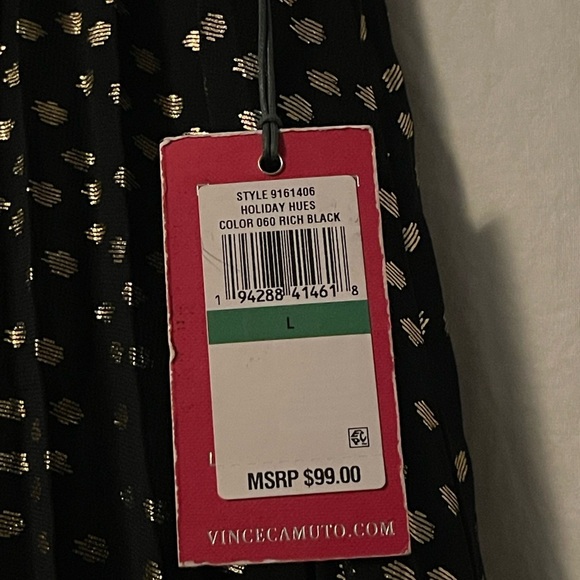 STYLE 9161406
HOLIDAY HUES
COLOR 060 RICH BLACK
1 94288 41461 8
L
MSRP $99.00
VINCECAMUTO.COM